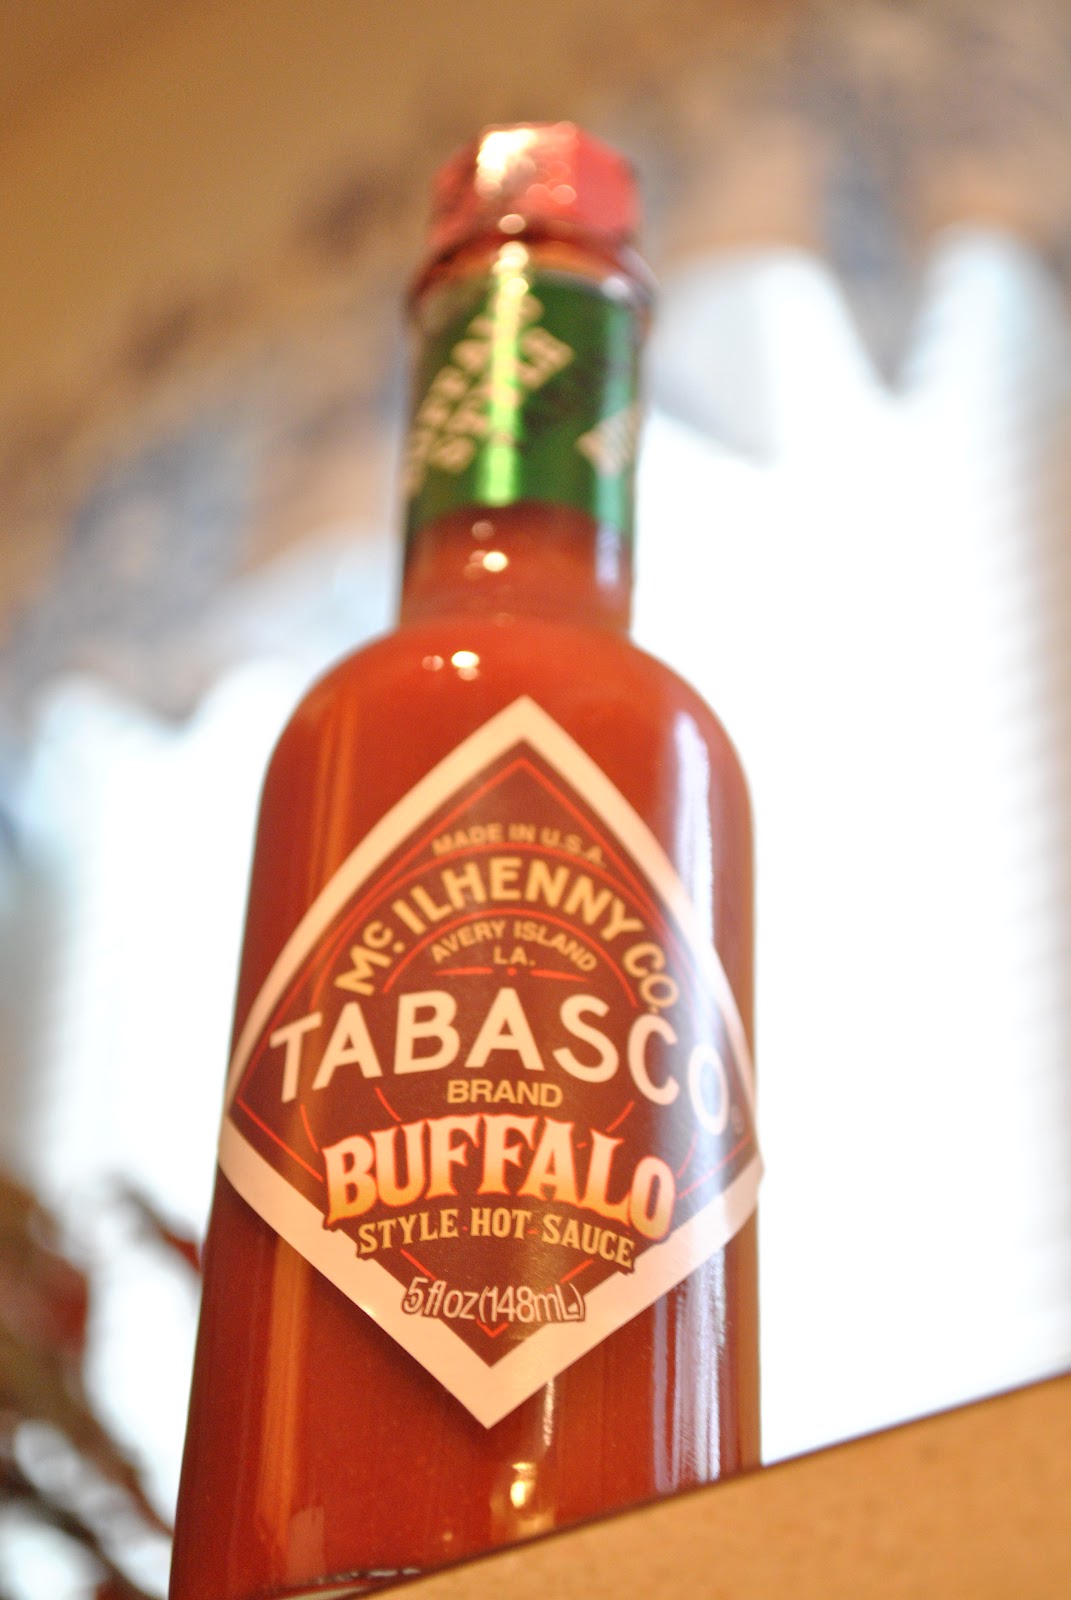 MADE IN U.S.A.
Mc. ILHENNY CO.
AVERY ISLAND
LA.
TABASCO®
BRAND
BUFFALO
STYLE HOT SAUCE
5 fl oz (148mL)